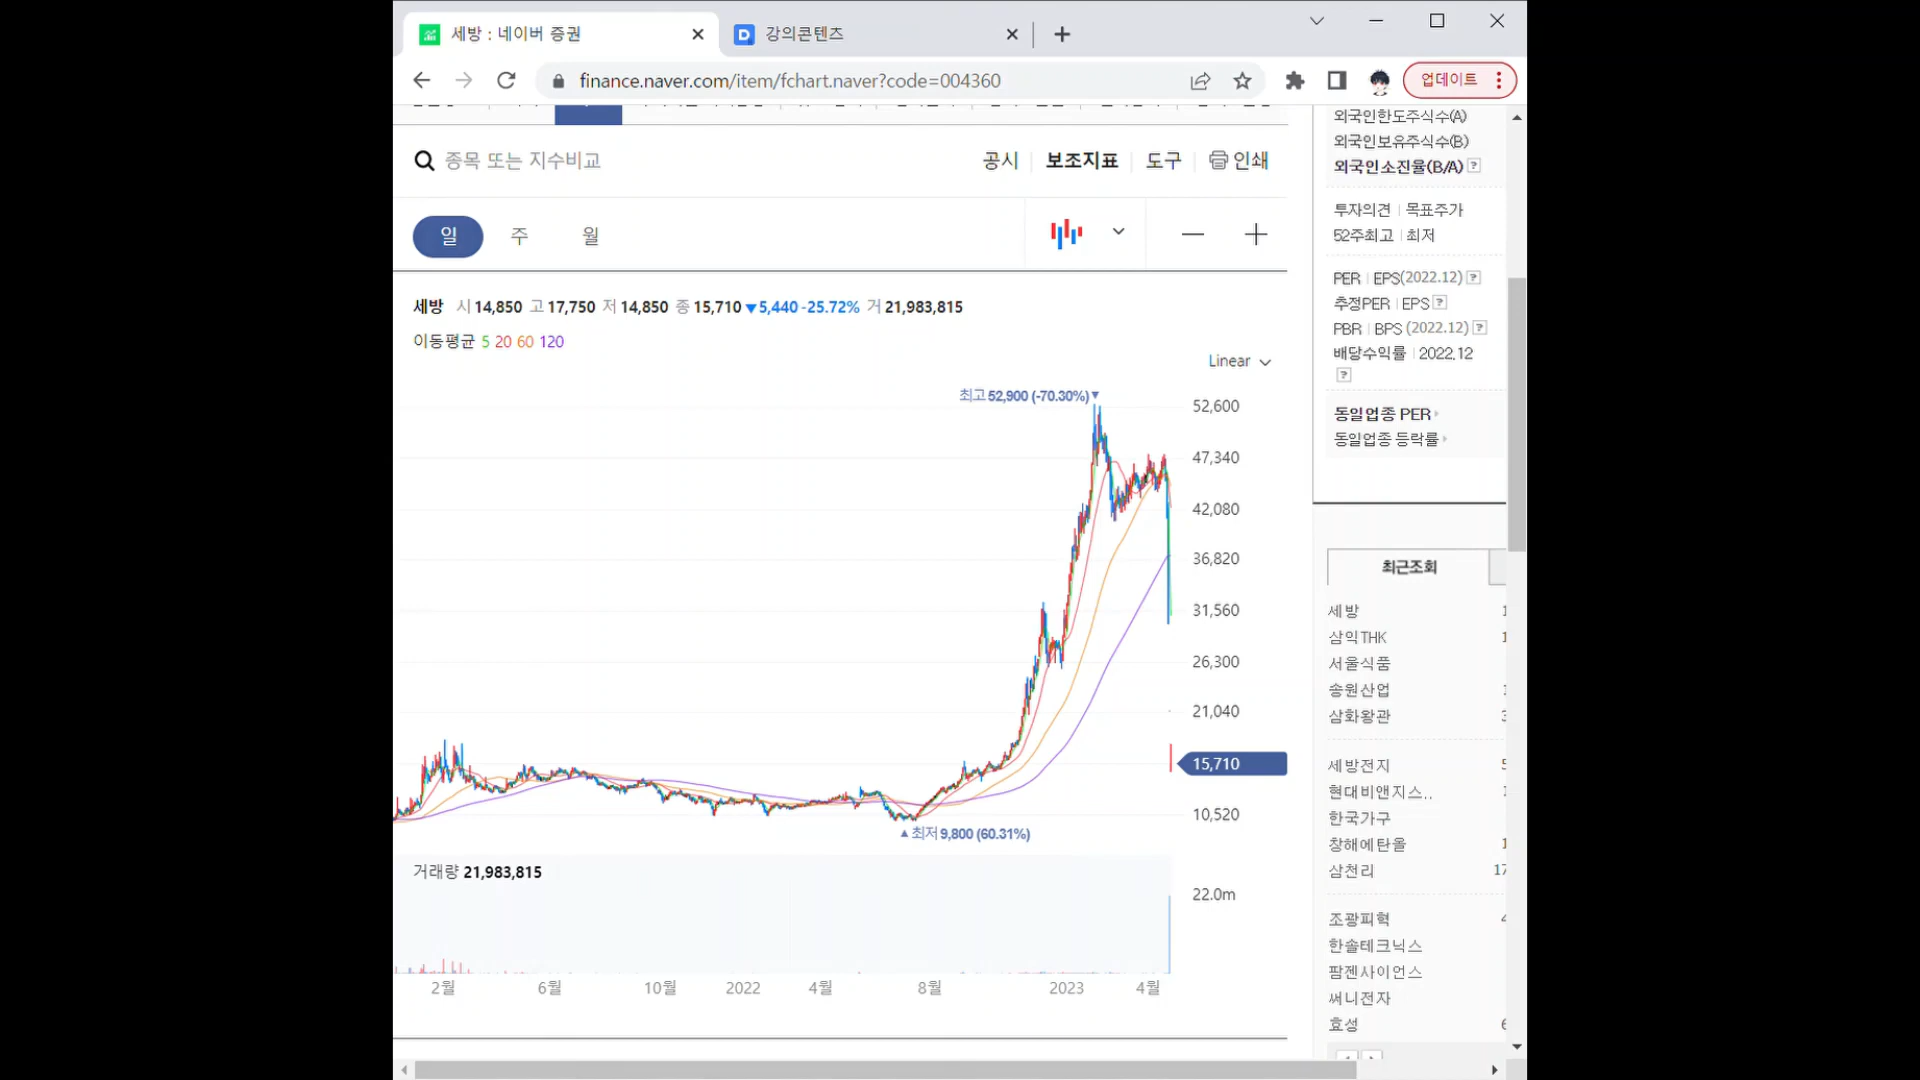 세방 : 네이버 증권
강의콘텐츠
finance.naver.com/item/fchart.naver?code=004360
업데이트
종목 또는 지수비교
공시
보조지표
도구
인쇄
일
주
월
세방 시 14,850 고 17,750 저 14,850 종 15,710 ▼5,440 -25.72% 거 21,983,815
이동평균 5 20 60 120
Linear
최고 52,900 (-70.30%)▼
52,600
47,340
42,080
36,820
31,560
26,300
21,040
15,710
10,520
▲최저 9,800 (60.31%)
거래량 21,983,815
22.0m
2월 6월 10월 2022 4월 8월 2023 4월
외국인한도주식수(A)
외국인보유주식수(B)
외국인소진율(B/A) ?
투자의견 | 목표주가
52주최고 | 최저
PER | EPS(2022.12) ?
추정PER | EPS ?
PBR | BPS (2022.12) ?
배당수익률 | 2022.12
?
동일업종 PER
동일업종 등락률
최근조회
세방
삼익THK
서울식품
송원산업
삼화왕관
세방전지
현대비앤지스..
한국가구
창해에탄올
삼천리 17
조광피혁
한솔테크닉스
팜젠사이언스
써니전자
효성